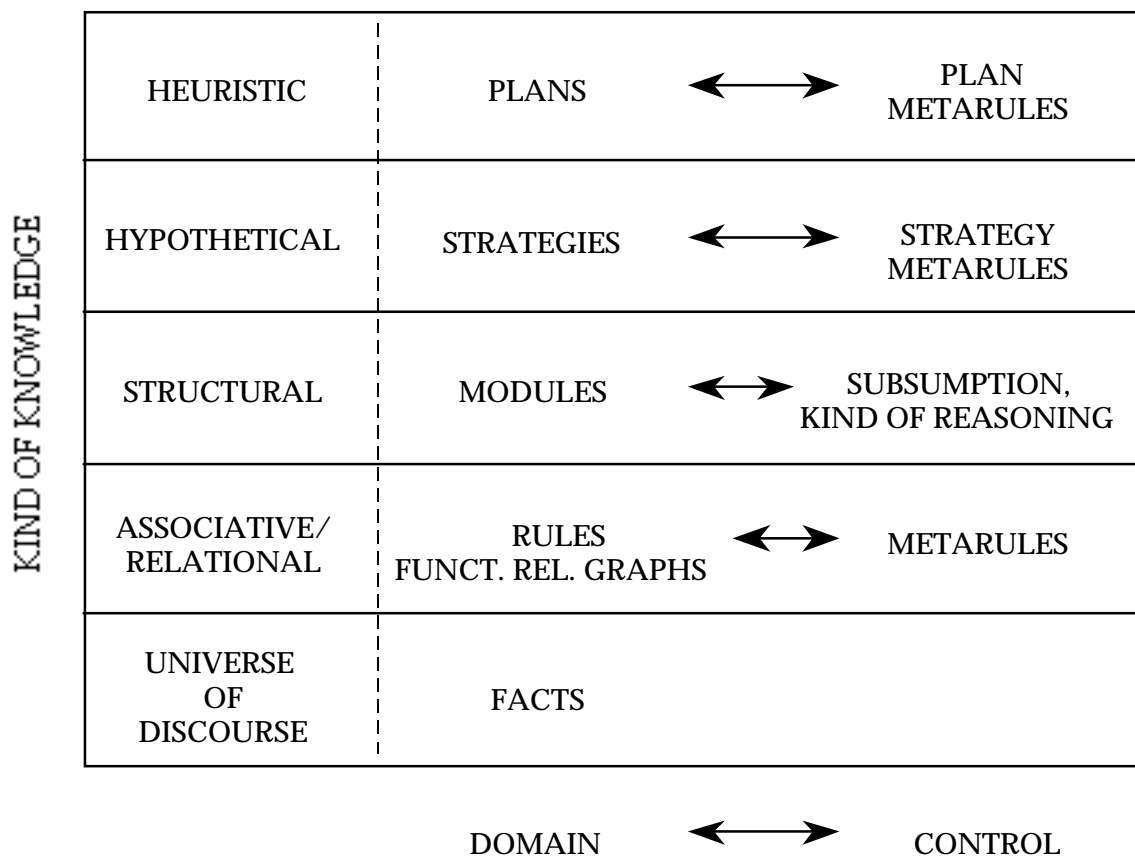 KIND OF KNOWLEDGE
HEURISTIC
PLANS
PLAN
METARULES
HYPOTHETICAL
STRATEGIES
STRATEGY
METARULES
STRUCTURAL
MODULES
SUBSUMPTION,
KIND OF REASONING
ASSOCIATIVE/
RELATIONAL
RULES
FUNCT. REL. GRAPHS
METARULES
UNIVERSE
OF
DISCOURSE
FACTS
DOMAIN
CONTROL